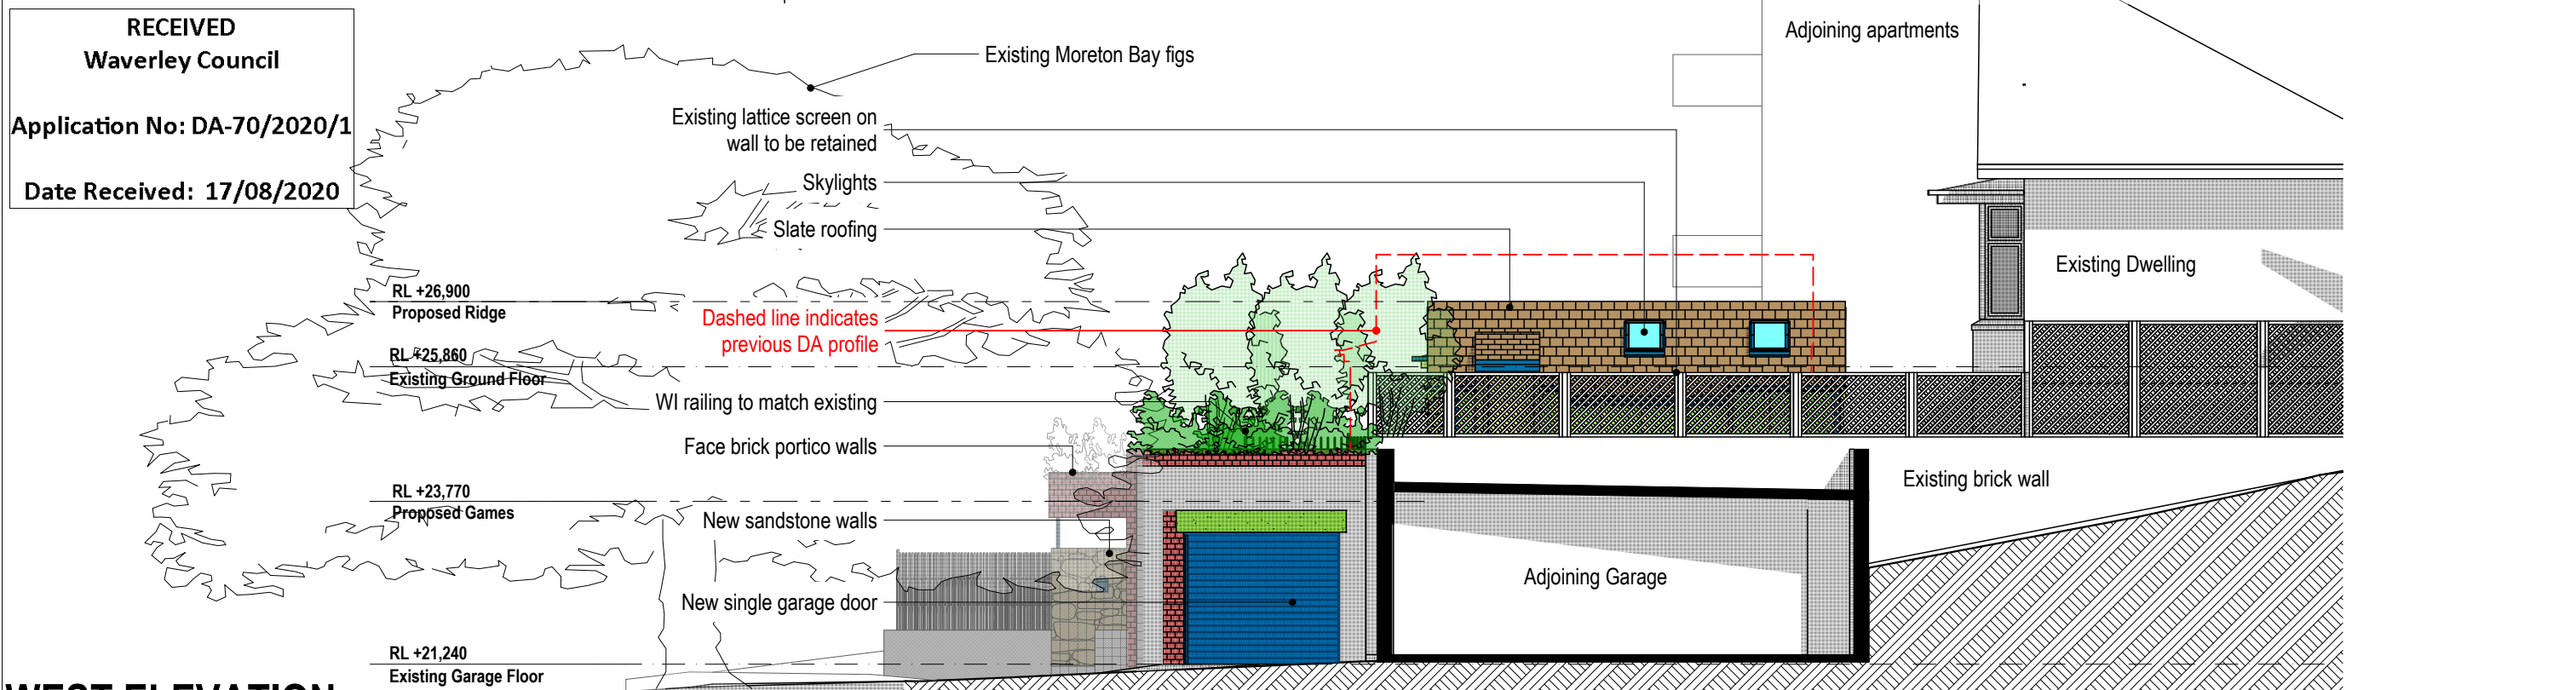 RECEIVED
Waverley Council
Application No: DA-70/2020/1
Date Received: 17/08/2020
Existing Moreton Bay figs
Existing lattice screen on
wall to be retained
Skylights
Slate roofing
Dashed line indicates
previous DA profile
WI railing to match existing
Face brick portico walls
New sandstone walls
New single garage door
RL +26,900
Proposed Ridge
RL +25,860
Existing Ground Floor
RL +23,770
Proposed Games
RL +21,240
Existing Garage Floor
Adjoining apartments
Existing Dwelling
Existing brick wall
Adjoining Garage
WEST ELEVATION